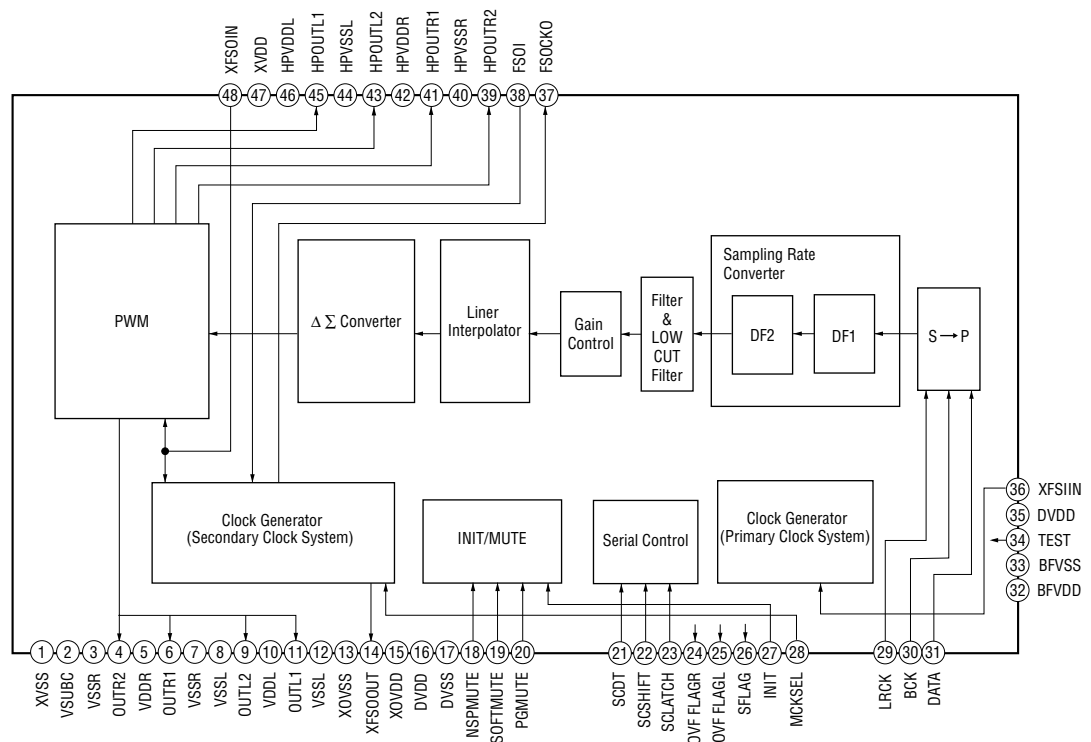 XFSOIN
XVDD
HPVDDL
HPOUTL1
HPVSSL
HPOUTL2
HPVDDR
HPOUTR1
HPVSSR
HPOUTR2
FSOI
FSOCKO
48 47 46 45 44 43 42 41 40 39 38 37
PWM
Δ Σ Converter
Liner
Interpolator
Gain
Control
Filter
&
LOW
CUT
Filter
Sampling Rate
Converter
DF2
DF1
S → P
Clock Generator
(Secondary Clock System)
INIT/MUTE
Serial Control
Clock Generator
(Primary Clock System)
36 XFSIIN
35 DVDD
34 TEST
33 BFVSS
32 BFVDD
1 2 3 4 5 6 7 8 9 10 11 12 13 14 15 16 17 18 19 20 21 22 23 24 25 26 27 28 29 30 31
XVSS
VSUBC
VSSR
OUTR2
VDDR
OUTR1
VSSR
VSSL
OUTL2
VDDL
OUTL1
VSSL
XOVSS
XFSOOUT
XOVDD
DVDD
DVSS
NSPMUTE
SOFTMUTE
PGMUTE
SCDT
SCSHIFT
SCLATCH
OVF FLAGR
OVF FLAGL
SFLAG
INIT
MCKSEL
LRCK
BCK
DATA